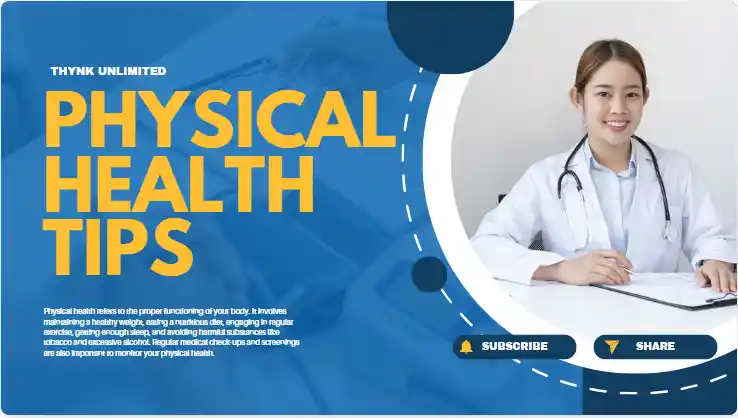 THYNK UNLIMITED
PHYSICAL
HEALTH
TIPS
Physical health refers to the proper functioning of your body. It involves
maintaining a healthy weight, eating a nutritious diet, engaging in regular
exercise, getting enough sleep, and avoiding harmful substances like
tobacco and excessive alcohol. Regular medical check-ups and screenings
are also important to monitor your physical health.
SUBSCRIBE
SHARE